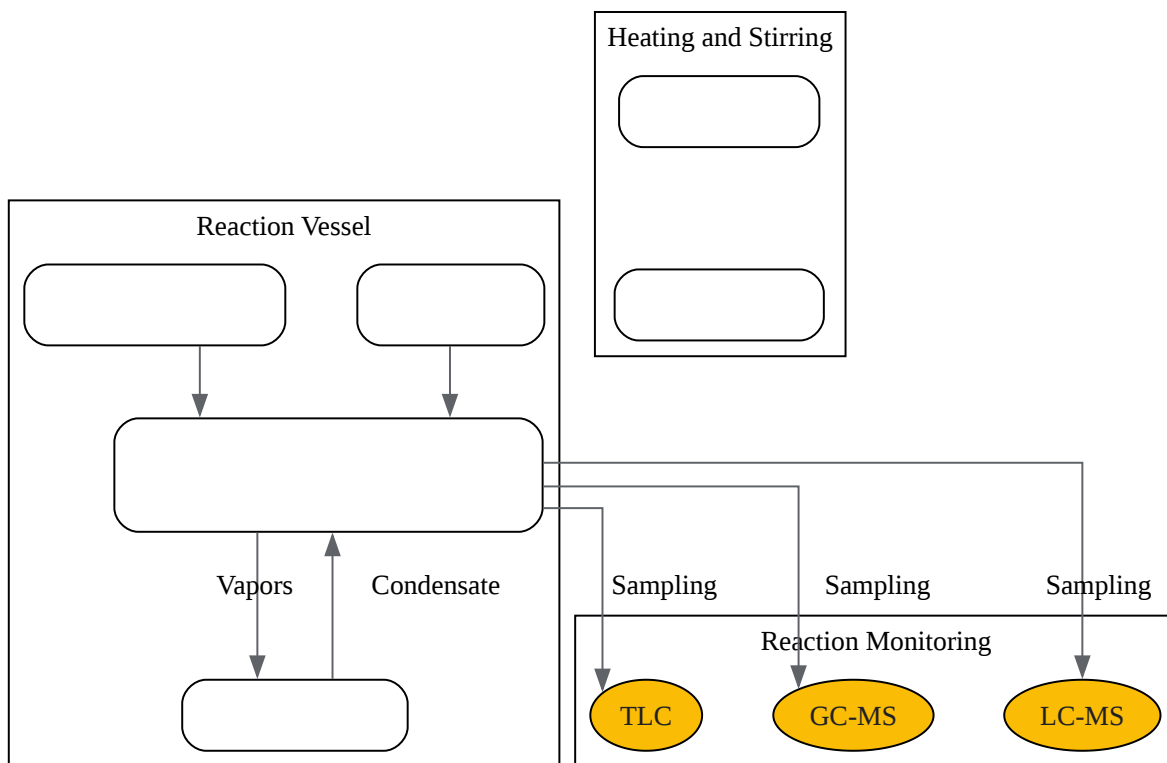 Heating and Stirring
Reaction Vessel
Vapors
Condensate
Sampling
Sampling
Sampling
Reaction Monitoring
TLC
GC-MS
LC-MS